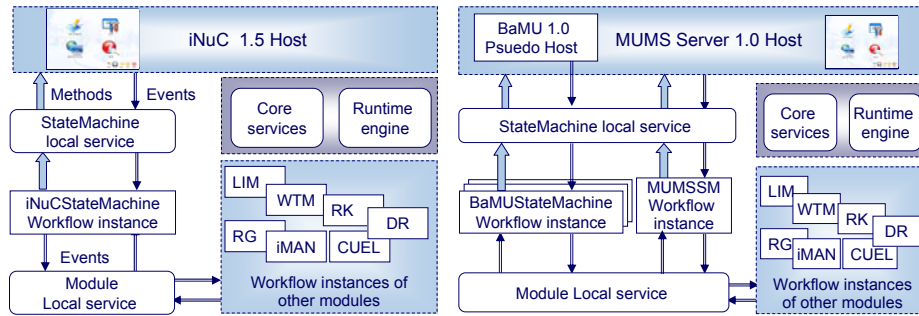 iNuC 1.5 Host
Methods
Events
StateMachine
local service
Core
services
Runtime
engine
iNuCStateMachine
Workflow instance
Events
Module
Local service
LIM
WTM
RK
DR
RG
iMAN
CUEL
Workflow instances of
other modules
BaMU 1.0
Psuedo Host
MUMS Server 1.0 Host
StateMachine local service
Core
services
Runtime
engine
BaMUStateMachine
Workflow instance
MUMSSM
Workflow
instance
Module Local service
LIM
WTM
RK
DR
RG
iMAN
CUEL
Workflow instances
of other modules